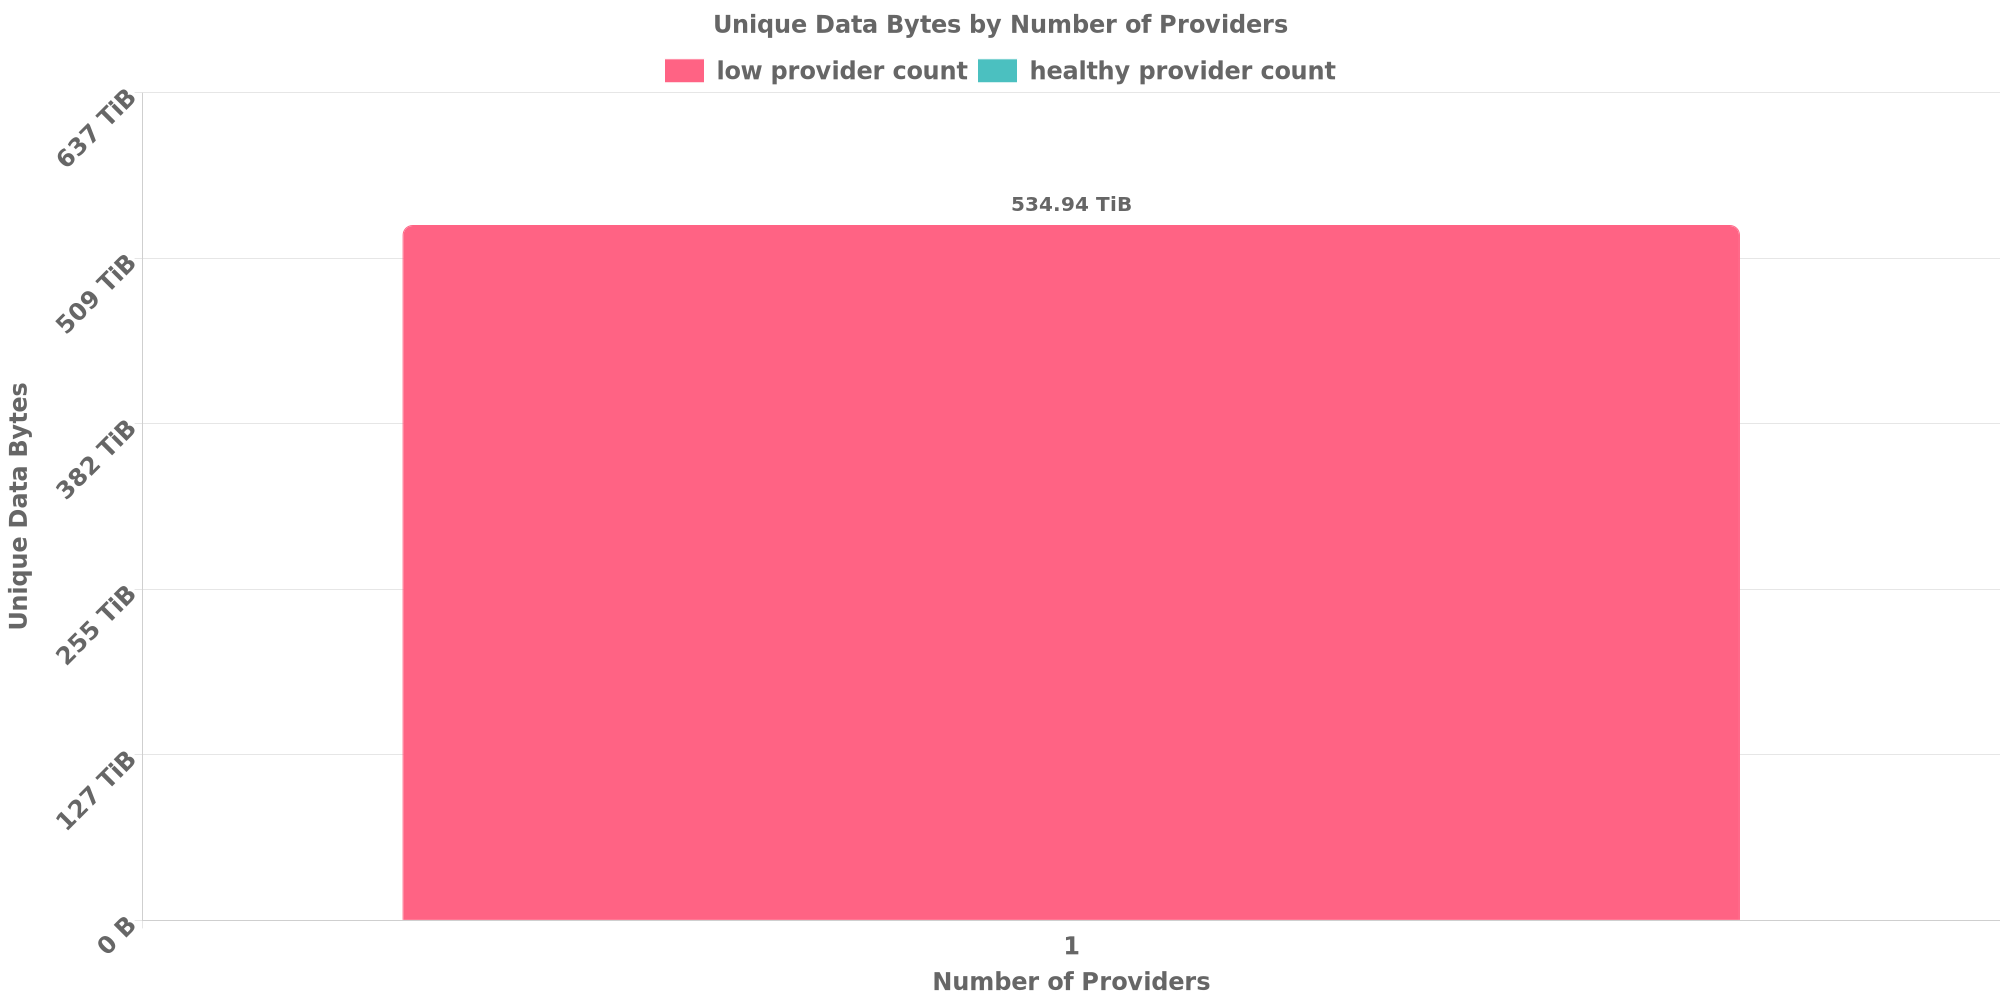 Unique Data Bytes by Number of Providers
low provider count
healthy provider count
637 TiB
534.94 TiB
509 TiB
382 TiB
255 TiB
127 TiB
0 B
Unique Data Bytes
1
Number of Providers